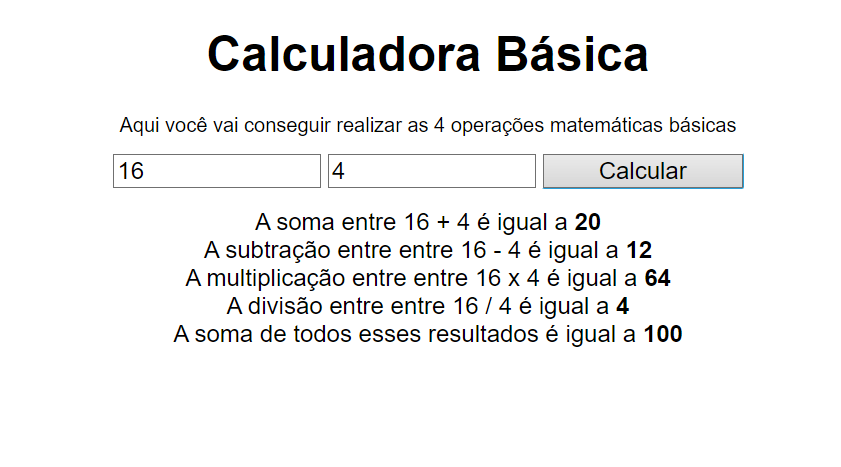 Calculadora Básica
Aqui você vai conseguir realizar as 4 operações matemáticas básicas
16 4 Calcular
A soma entre 16 + 4 é igual a 20
A subtração entre entre 16 - 4 é igual a 12
A multiplicação entre entre 16 x 4 é igual a 64
A divisão entre entre 16 / 4 é igual a 4
A soma de todos esses resultados é igual a 100